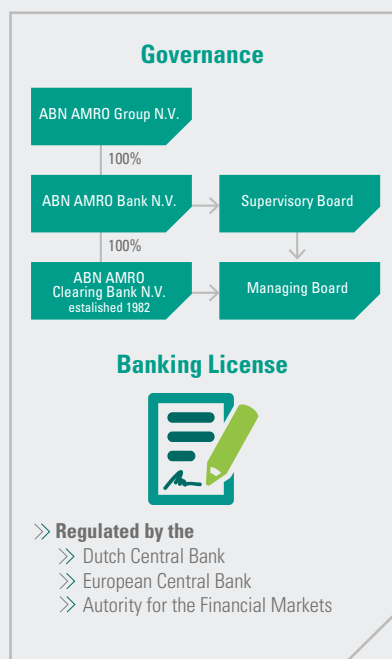 Governance
ABN AMRO Group N.V.
100%
ABN AMRO Bank N.V.
Supervisory Board
100%
ABN AMRO
Clearing Bank N.V.
estalished 1982
Managing Board
Banking License
Regulated by the
Dutch Central Bank
European Central Bank
Autority for the Financial Markets